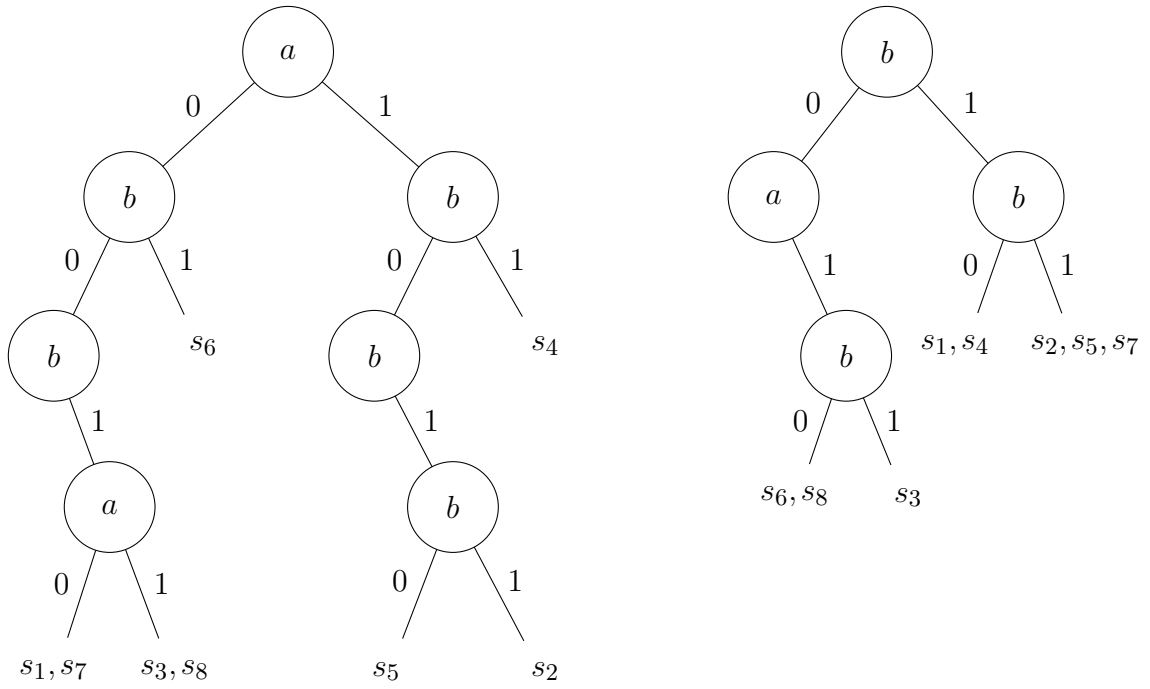 a b
0 1 0 1
b b a b
0 1 0 1 1 0 1
s₆ s₄ s₁, s₄ s₂, s₅, s₇
b b b
1 1 0 1
a b s₆, s₈ s₃
0 1 0 1
s₁, s₇ s₃, s₈ s₅ s₂